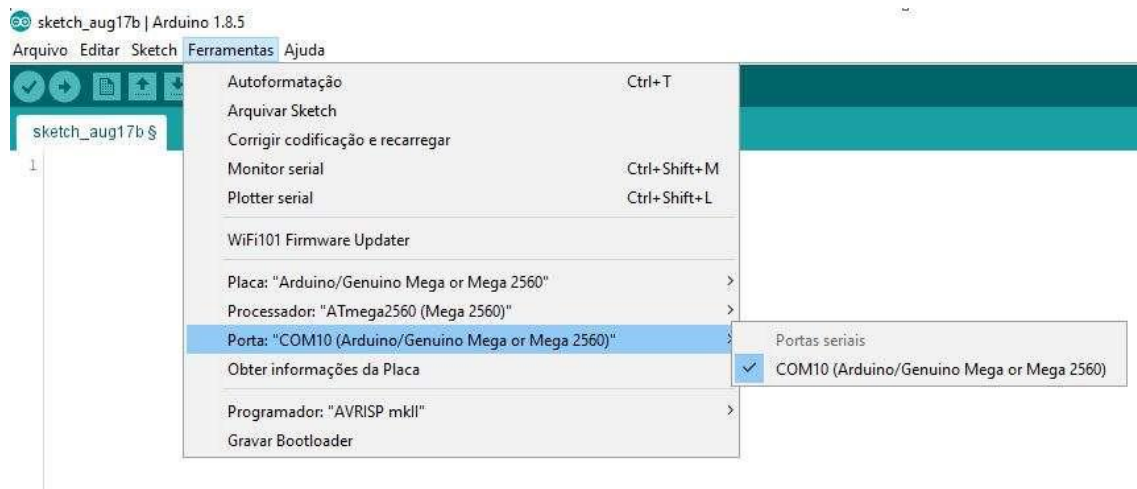 sketch_aug17b | Arduino 1.8.5
Arquivo Editar Sketch Ferramentas Ajuda
sketch_aug17b §
1
Autoformatação Ctrl+T
Arquivar Sketch
Corrigir codificação e recarregar
Monitor serial Ctrl+Shift+M
Plotter serial Ctrl+Shift+L
WiFi101 Firmware Updater
Placa: "Arduino/Genuino Mega or Mega 2560"
Processador: "ATmega2560 (Mega 2560)"
Porta: "COM10 (Arduino/Genuino Mega or Mega 2560)"
Obter informações da Placa
Programador: "AVRISP mkII"
Gravar Bootloader
Portas seriais
COM10 (Arduino/Genuino Mega or Mega 2560)